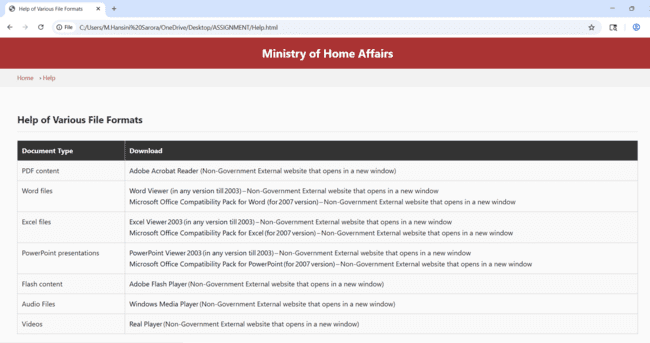 Help of Various File Formats
File C:/Users/M.Hansini%20Sarora/OneDrive/Desktop/ASSIGNMENT/Help.html
Ministry of Home Affairs
Home » Help
Help of Various File Formats
Document Type Download
PDF content Adobe Acrobat Reader (Non-Government External website that opens in a new window)
Word files Word Viewer (in any version till 2003) – Non-Government External website that opens in a new window
Microsoft Office Compatibility Pack for Word (for 2007 version) – Non-Government External website that opens in a new window
Excel files Excel Viewer 2003 (in any version till 2003) – Non-Government External website that opens in a new window
Microsoft Office Compatibility Pack for Excel (for 2007 version) – Non-Government External website that opens in a new window
PowerPoint presentations PowerPoint Viewer 2003 (in any version till 2003) – Non-Government External website that opens in a new window
Microsoft Office Compatibility Pack for PowerPoint (for 2007 version) – Non-Government External website that opens in a new window
Flash content Adobe Flash Player (Non-Government External website that opens in a new window)
Audio Files Windows Media Player (Non-Government External website that opens in a new window)
Videos Real Player (Non-Government External website that opens in a new window)